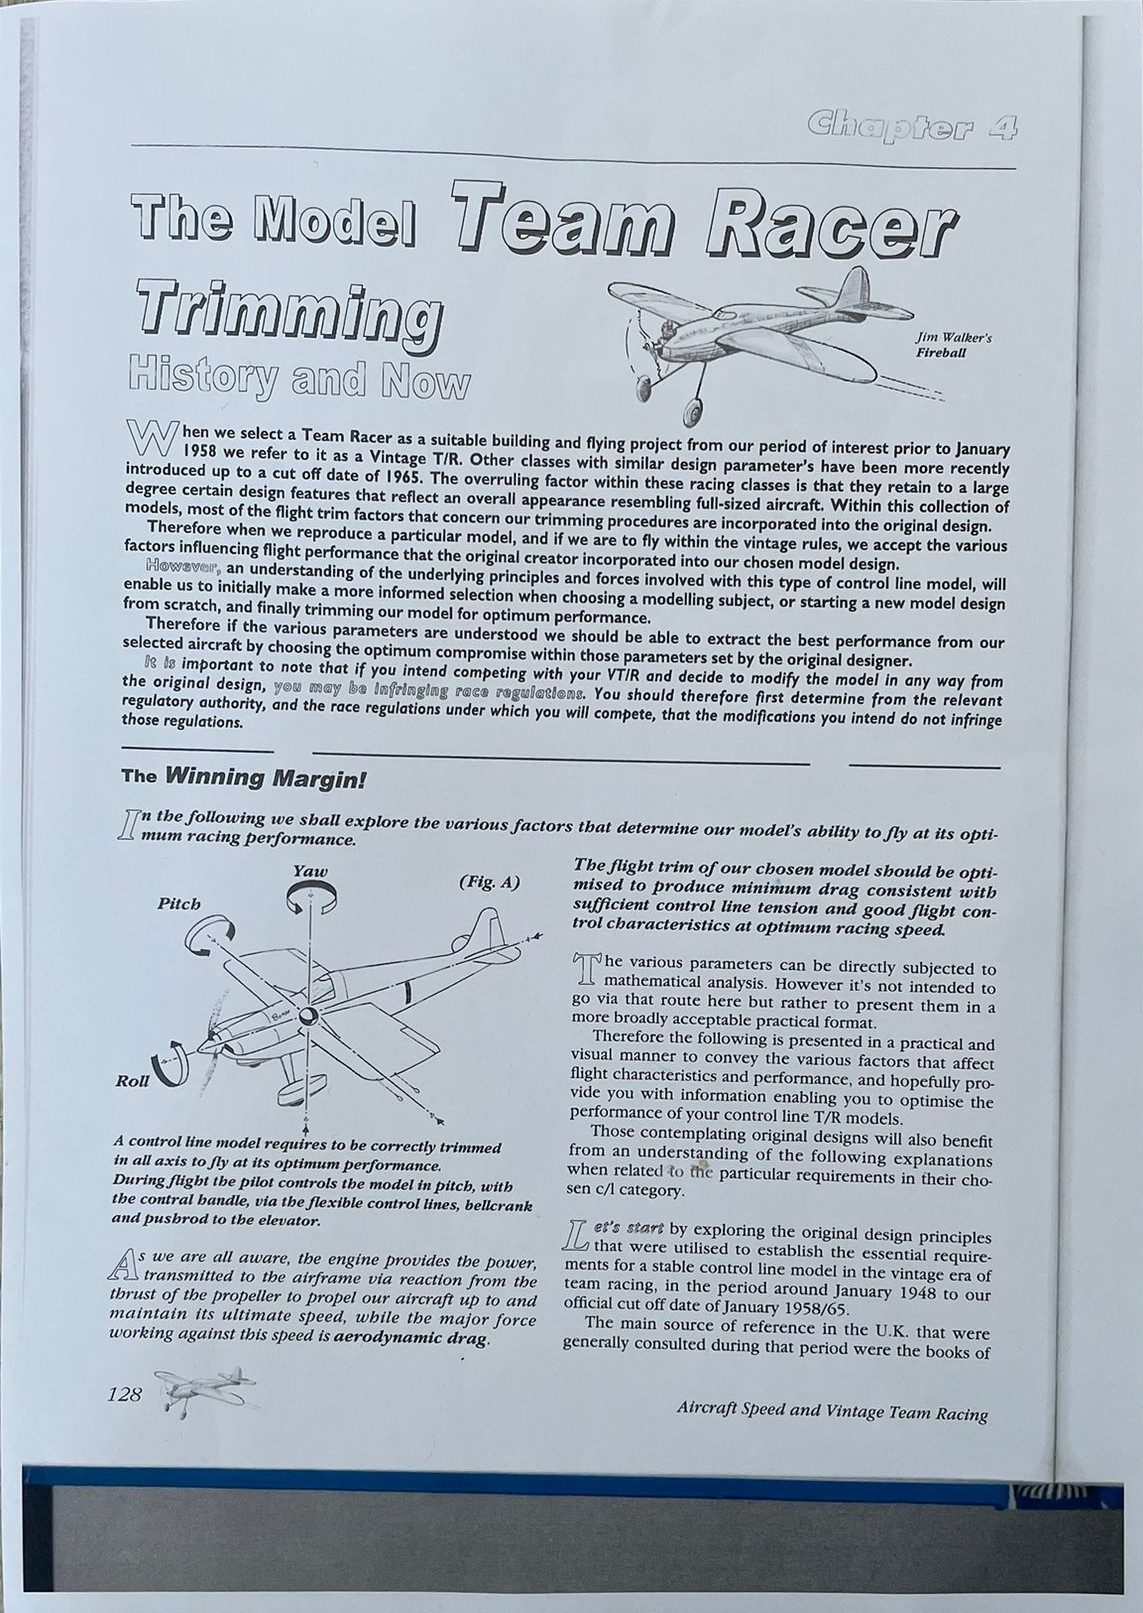 Chapter 4
The Model Team Racer
Trimming
History and Now
Jim Walker's
Fireball
When we select a Team Racer as a suitable building and flying project from our period of interest prior to January
1958 we refer to it as a Vintage T/R. Other classes with similar design parameter's have been more recently
introduced up to a cut off date of 1965. The overruling factor within these racing classes is that they retain to a large
degree certain design features that reflect an overall appearance resembling full-sized aircraft. Within this collection of
models, most of the flight trim factors that concern our trimming procedures are incorporated into the original design.
Therefore when we reproduce a particular model, and if we are to fly within the vintage rules, we accept the various
factors influencing flight performance that the original creator incorporated into our chosen model design.
However, an understanding of the underlying principles and forces involved with this type of control line model, will
enable us to initially make a more informed selection when choosing a modelling subject, or starting a new model design
from scratch, and finally trimming our model for optimum performance.
Therefore if the various parameters are understood we should be able to extract the best performance from our
selected aircraft by choosing the optimum compromise within those parameters set by the original designer.
It is important to note that if you intend competing with your VT/R and decide to modify the model in any way from
the original design, you may be infringing race regulations. You should therefore first determine from the relevant
regulatory authority, and the race regulations under which you will compete, that the modifications you intend do not infringe
those regulations.
The Winning Margin!
In the following we shall explore the various factors that determine our model's ability to fly at its opti-
mum racing performance.
Yaw
(Fig. A)
Pitch
Roll
A control line model requires to be correctly trimmed
in all axis to fly at its optimum performance.
During flight the pilot controls the model in pitch, with
the contral handle, via the flexible control lines, bellcrank
and pushrod to the elevator.
As we are all aware, the engine provides the power,
transmitted to the airframe via reaction from the
thrust of the propeller to propel our aircraft up to and
maintain its ultimate speed, while the major force
working against this speed is aerodynamic drag.
The flight trim of our chosen model should be opti-
mised to produce minimum drag consistent with
sufficient control line tension and good flight con-
trol characteristics at optimum racing speed.
The various parameters can be directly subjected to
mathematical analysis. However it's not intended to
go via that route here but rather to present them in a
more broadly acceptable practical format.
Therefore the following is presented in a practical and
visual manner to convey the various factors that affect
flight characteristics and performance, and hopefully pro-
vide you with information enabling you to optimise the
performance of your control line T/R models.
Those contemplating original designs will also benefit
from an understanding of the following explanations
when related to the particular requirements in their cho-
sen c/l category.
Let's start by exploring the original design principles
that were utilised to establish the essential require-
ments for a stable control line model in the vintage era of
team racing, in the period around January 1948 to our
official cut off date of January 1958/65.
The main source of reference in the U.K. that were
generally consulted during that period were the books of
128
Aircraft Speed and Vintage Team Racing